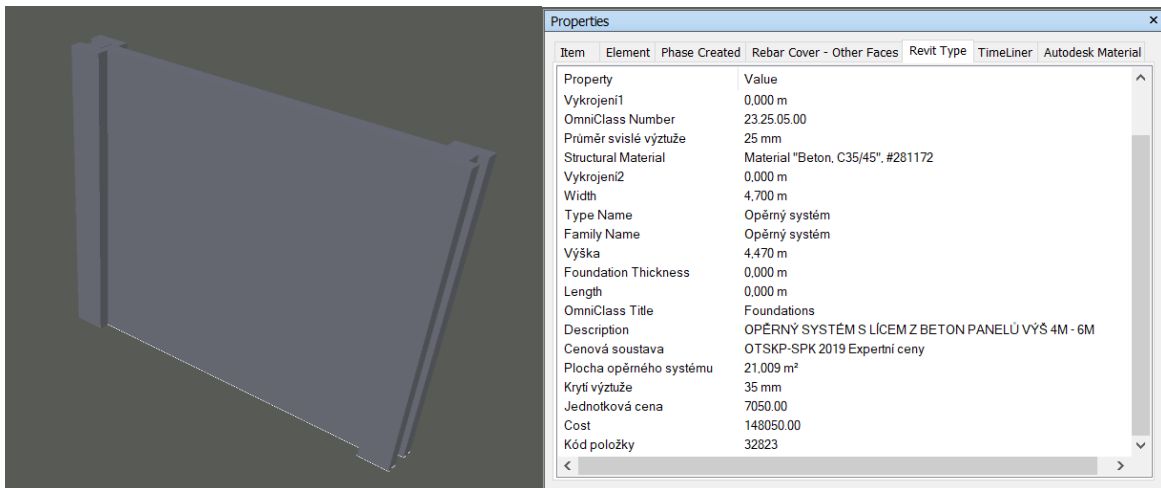 Properties
Item Element Phase Created Rebar Cover - Other Faces Revit Type TimeLiner Autodesk Material
Property Value
Vykrojení1 0,000 m
OmniClass Number 23.25.05.00
Průměr svislé výztuže 25 mm
Structural Material Material "Beton, C35/45", #281172
Vykrojení2 0,000 m
Width 4,700 m
Type Name Opěrný systém
Family Name Opěrný systém
Výška 4,470 m
Foundation Thickness 0,000 m
Length 0,000 m
OmniClass Title Foundations
Description OPĚRNÝ SYSTÉM S LÍCEM Z BETON PANELŮ VÝŠ 4M - 6M
Cenová soustava OTSKP-SPK 2019 Expertní ceny
Plocha opěrného systému 21,009 m²
Krytí výztuže 35 mm
Jednotková cena 7050.00
Cost 148050.00
Kód položky 32823